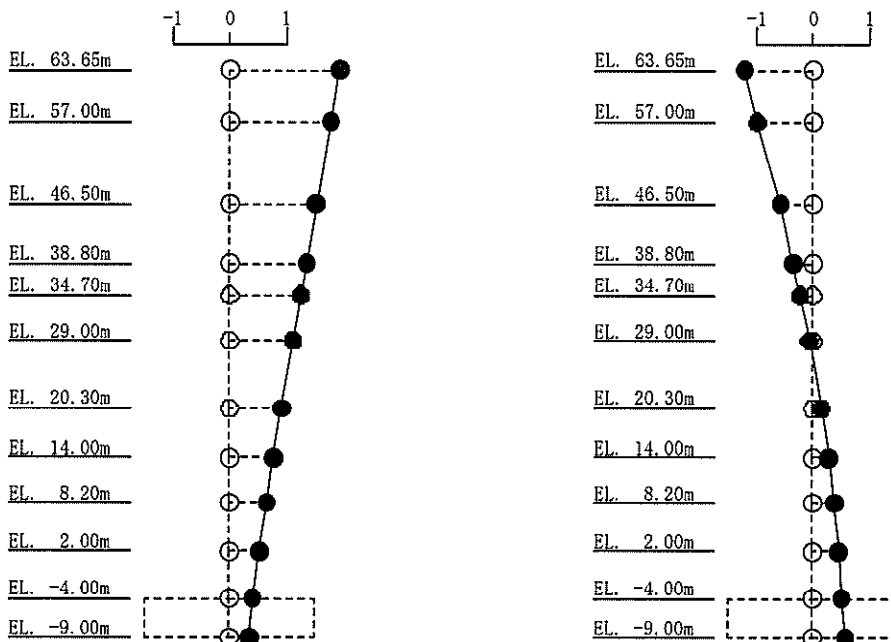 -1 0 1
EL. 63.65m
EL. 57.00m
EL. 46.50m
EL. 38.80m
EL. 34.70m
EL. 29.00m
EL. 20.30m
EL. 14.00m
EL. 8.20m
EL. 2.00m
EL. -4.00m
EL. -9.00m
-1 0 1
EL. 63.65m
EL. 57.00m
EL. 46.50m
EL. 38.80m
EL. 34.70m
EL. 29.00m
EL. 20.30m
EL. 14.00m
EL. 8.20m
EL. 2.00m
EL. -4.00m
EL. -9.00m